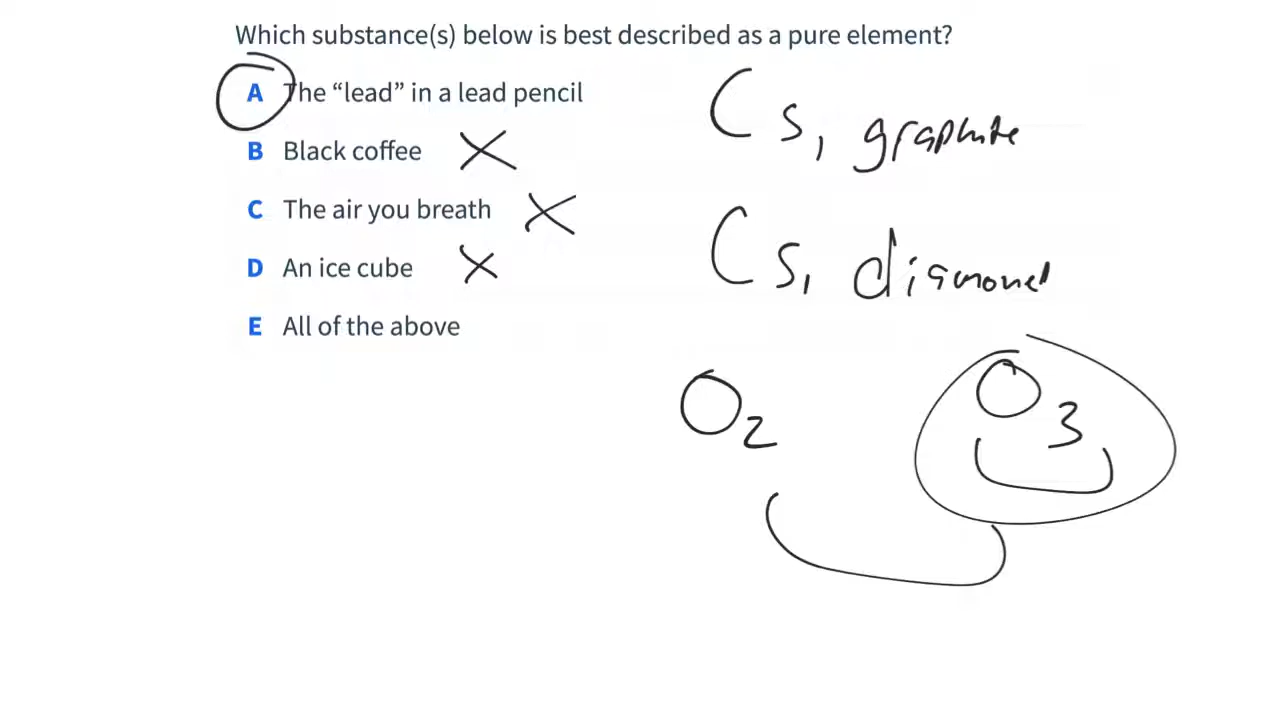 Which substance(s) below is best described as a pure element?
A The “lead” in a lead pencil
B Black coffee
C The air you breath
D An ice cube
E All of the above
C s, graphite
C s, diamond
O2
O3